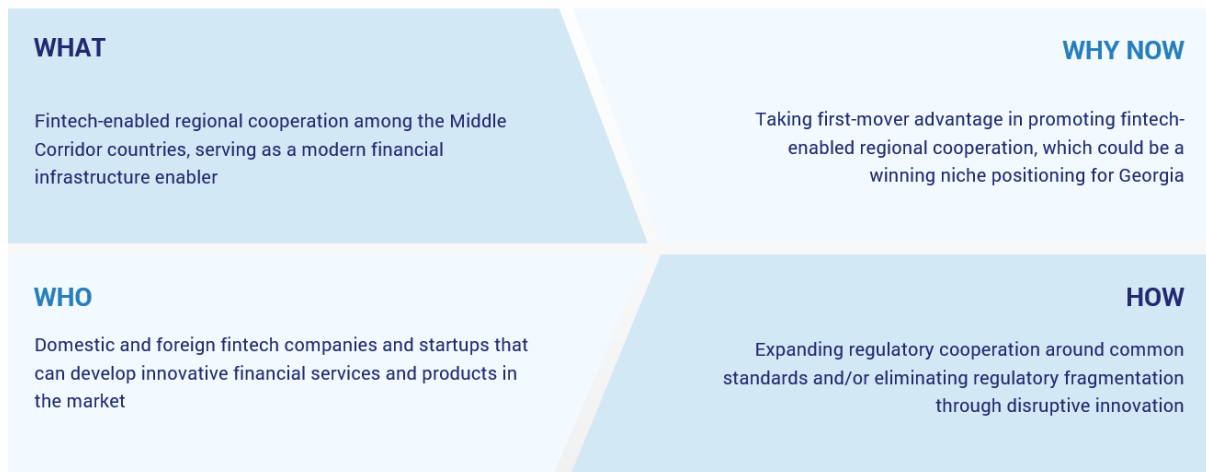 WHAT
Fintech-enabled regional cooperation among the Middle
Corridor countries, serving as a modern financial
infrastructure enabler
WHY NOW
Taking first-mover advantage in promoting fintech-
enabled regional cooperation, which could be a
winning niche positioning for Georgia
WHO
Domestic and foreign fintech companies and startups that
can develop innovative financial services and products in
the market
HOW
Expanding regulatory cooperation around common
standards and/or eliminating regulatory fragmentation
through disruptive innovation